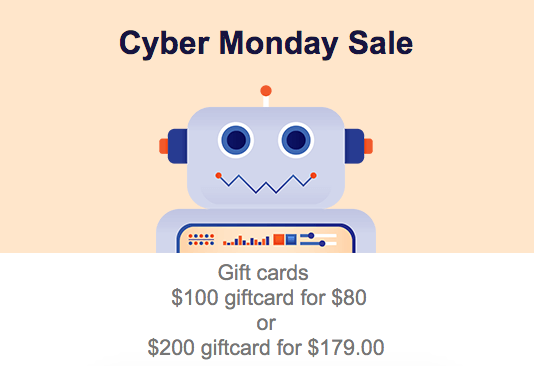 Cyber Monday Sale
Gift cards
$100 giftcard for $80
or
$200 giftcard for $179.00